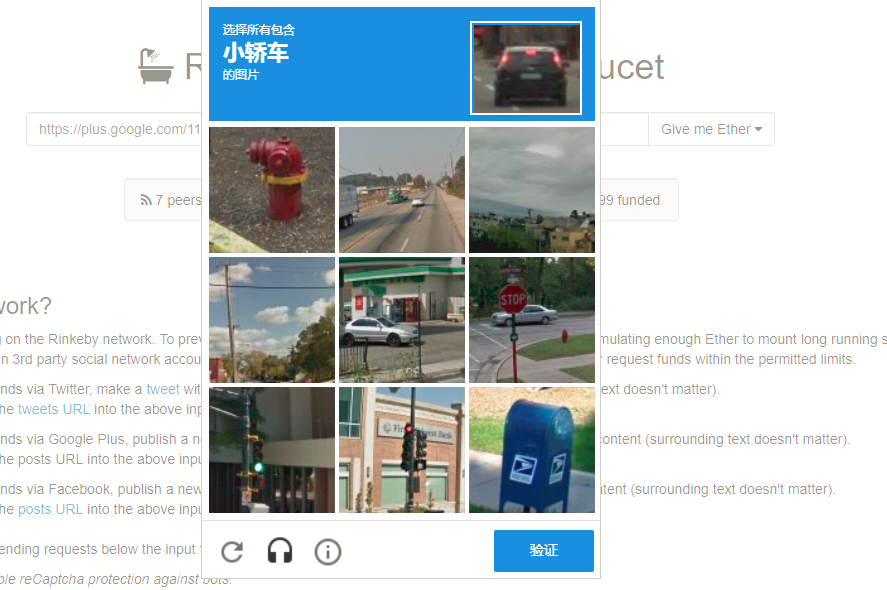 选择所有包含
小轿车
的图片
R
ucet
https://plus.google.com/11
Give me Ether
7 peers
99 funded
work?
on the Rinkeby network. To prev
mulating enough Ether to mount long running s
n 3rd party social network accou
request funds within the permitted limits.
nds via Twitter, make a tweet wit
ext doesn't matter).
he tweets URL into the above inp
nds via Google Plus, publish a n
content (surrounding text doesn't matter).
he posts URL into the above inpu
nds via Facebook, publish a new
ntent (surrounding text doesn't matter).
he posts URL into the above inpu
ending requests below the input f
ble reCaptcha protection against bots.
STOP
First Bank
验证